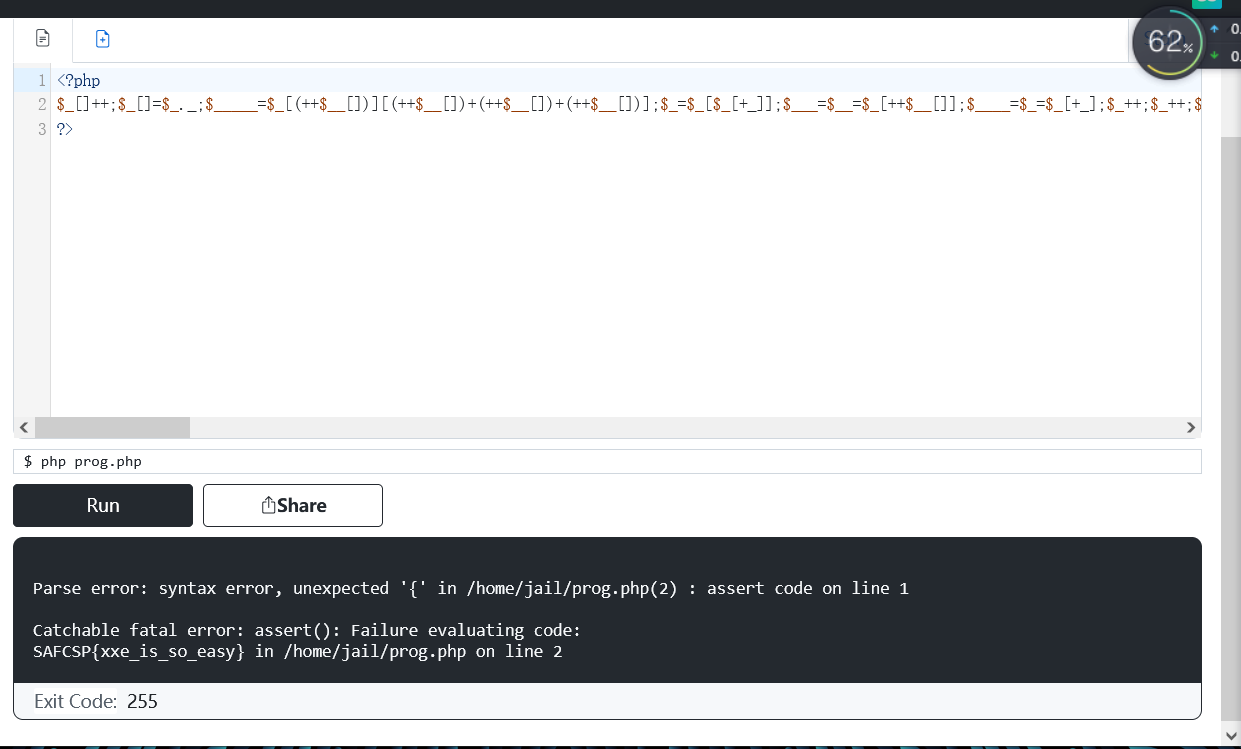 62%
0.
0.
1 <?php
2 $_[]++;$_[]=$_._;$_____=$_[(++$__[])][(++$__[])+(++$__[])+(++$__[])];$_=$_[$_[+_]];$___=$__=$_[++$__[]];$____=$_=$_[+_];$_++;$_++;$
3 ?>
$ php prog.php
Run
Share
Parse error: syntax error, unexpected '{' in /home/jail/prog.php(2) : assert code on line 1
Catchable fatal error: assert(): Failure evaluating code:
SAFCSP{xxe_is_so_easy} in /home/jail/prog.php on line 2
Exit Code: 255